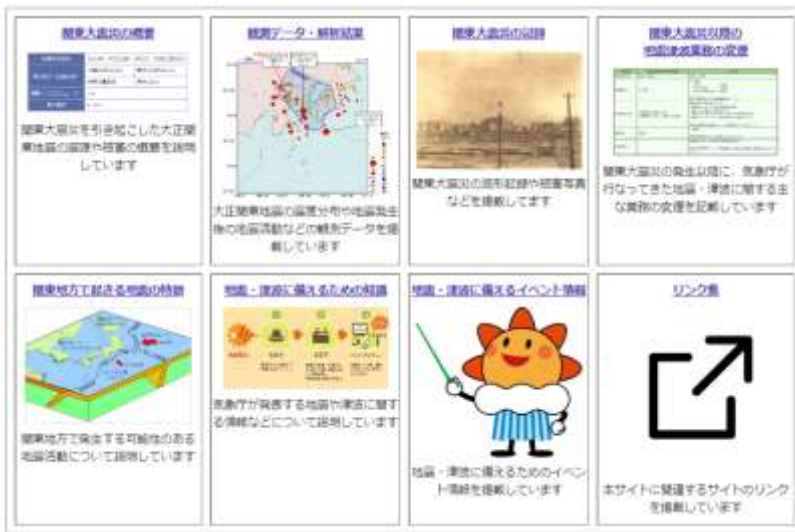 関東大震災の概要
関東大震災を引き起こした大正関
東地震の震源や被害の概要を説明
しています
観測データ・解析結果
大正関東地震の震度分布や地震発生
後の地震活動などの観測データを掲
載しています
関東大震災の記録
関東大震災の波形記録や被害写真
などを掲載してます
関東大震災以降の
地震津波業務の変遷
関東大震災の発生以降に、気象庁が
行なってきた地震・津波に関する主
な業務の変遷を記載しています
関東地方で起きる地震の特徴
関東地方で発生する可能性のある
地震活動について説明しています
地震・津波に備えるための知識
気象庁が発表する地震や津波に関す
る情報などについて説明しています
地震・津波に備えるイベント情報
地震・津波に備えるためのイベン
ト情報を掲載しています
リンク集
本サイトに関連するサイトのリンク
を掲載しています